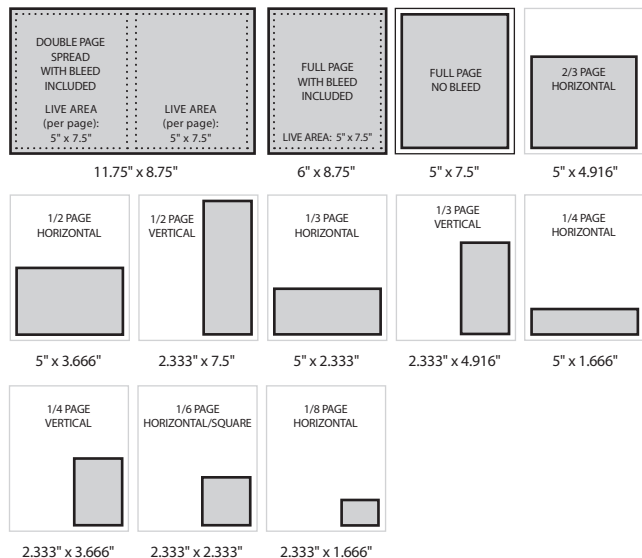 DOUBLE PAGE
SPREAD
WITH BLEED
INCLUDED
LIVE AREA
(per page):
5" x 7.5"
LIVE AREA
(per page):
5" x 7.5"
11.75" x 8.75"
FULL PAGE
WITH BLEED
INCLUDED
LIVE AREA: 5" x 7.5"
6" x 8.75"
FULL PAGE
NO BLEED
5" x 7.5"
2/3 PAGE
HORIZONTAL
5" x 4.916"
1/2 PAGE
HORIZONTAL
5" x 3.666"
1/2 PAGE
VERTICAL
2.333" x 7.5"
1/3 PAGE
HORIZONTAL
5" x 2.333"
1/3 PAGE
VERTICAL
2.333" x 4.916"
1/4 PAGE
HORIZONTAL
5" x 1.666"
1/4 PAGE
VERTICAL
2.333" x 3.666"
1/6 PAGE
HORIZONTAL/SQUARE
2.333" x 2.333"
1/8 PAGE
HORIZONTAL
2.333" x 1.666"